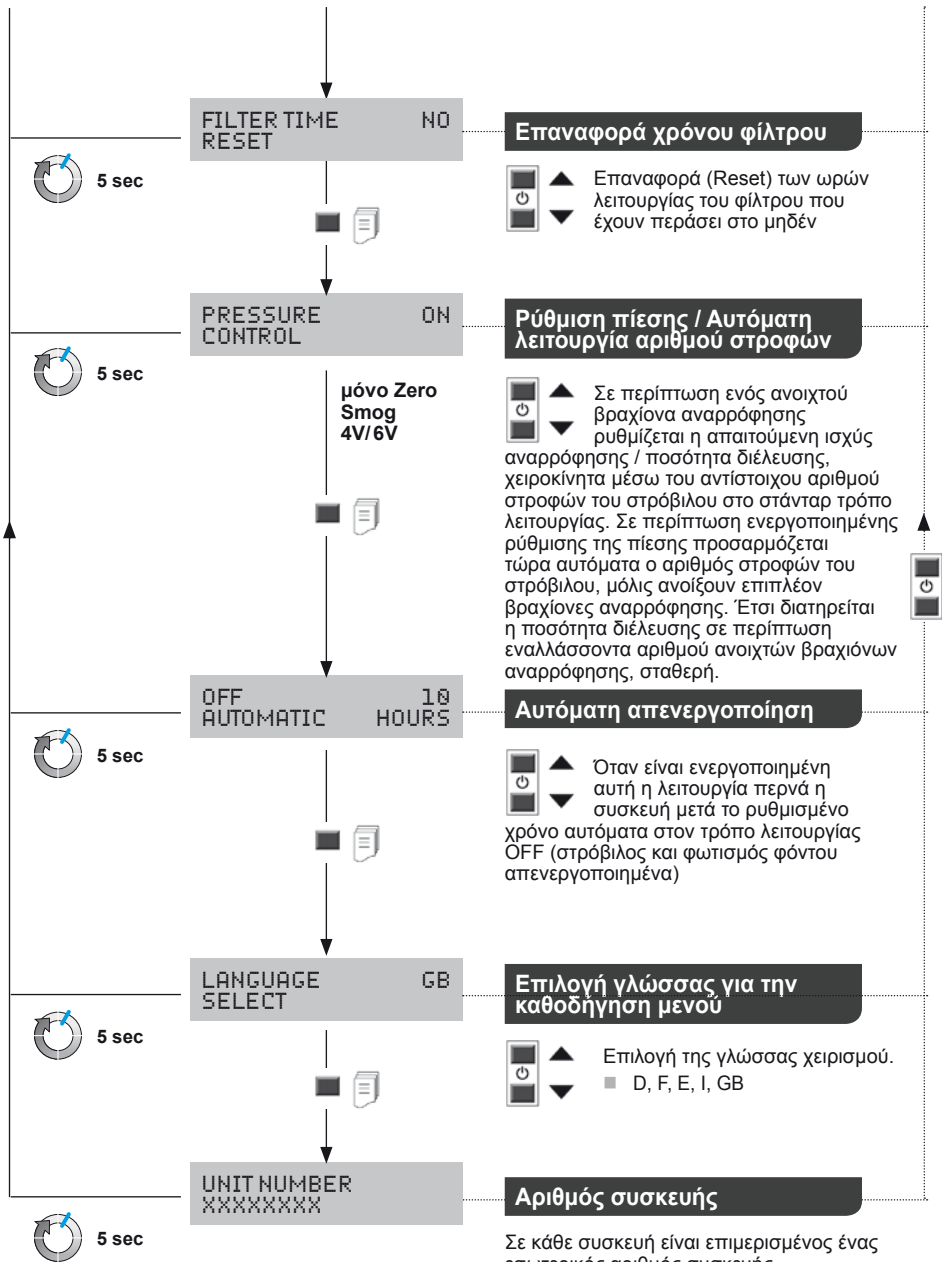 FILTER TIME NO
RESET
Επαναφορά χρόνου φίλτρου
5 sec
Επαναφορά (Reset) των ωρών
λειτουργίας του φίλτρου που
έχουν περάσει στο μηδέν
PRESSURE ON
CONTROL
Ρύθμιση πίεσης / Αυτόματη
λειτουργία αριθμού στροφών
5 sec
μόνο Zero
Smog
4V/6V
Σε περίπτωση ενός ανοιχτού
βραχίονα αναρρόφησης
ρυθμίζεται η απαιτούμενη ισχύς
αναρρόφησης / ποσότητα διέλευσης,
χειροκίνητα μέσω του αντίστοιχου αριθμού
στροφών του στρόβιλου στο στάνταρ τρόπο
λειτουργίας. Σε περίπτωση ενεργοποιημένης
ρύθμισης της πίεσης προσαρμόζεται
τώρα αυτόματα ο αριθμός στροφών του
στρόβιλου, μόλις ανοίξουν επιπλέον
βραχίονες αναρρόφησης. Έτσι διατηρείται
η ποσότητα διέλευσης σε περίπτωση
εναλλάσσοντα αριθμού ανοιχτών βραχιόνων
αναρρόφησης, σταθερή.
OFF 10
AUTOMATIC HOURS
Αυτόματη απενεργοποίηση
5 sec
Όταν είναι ενεργοποιημένη
αυτή η λειτουργία περνά η
συσκευή μετά το ρυθμισμένο
χρόνο αυτόματα στον τρόπο λειτουργίας
OFF (στρόβιλος και φωτισμός φόντου
απενεργοποιημένα)
LANGUAGE GB
SELECT
Επιλογή γλώσσας για την
καθοδήγηση μενού
5 sec
Επιλογή της γλώσσας χειρισμού.
D, F, E, I, GB
UNIT NUMBER
XXXXXXXX
Αριθμός συσκευής
5 sec
Σε κάθε συσκευή είναι επιμερισμένος ένας
εσωτερικός αριθμός συσκευής